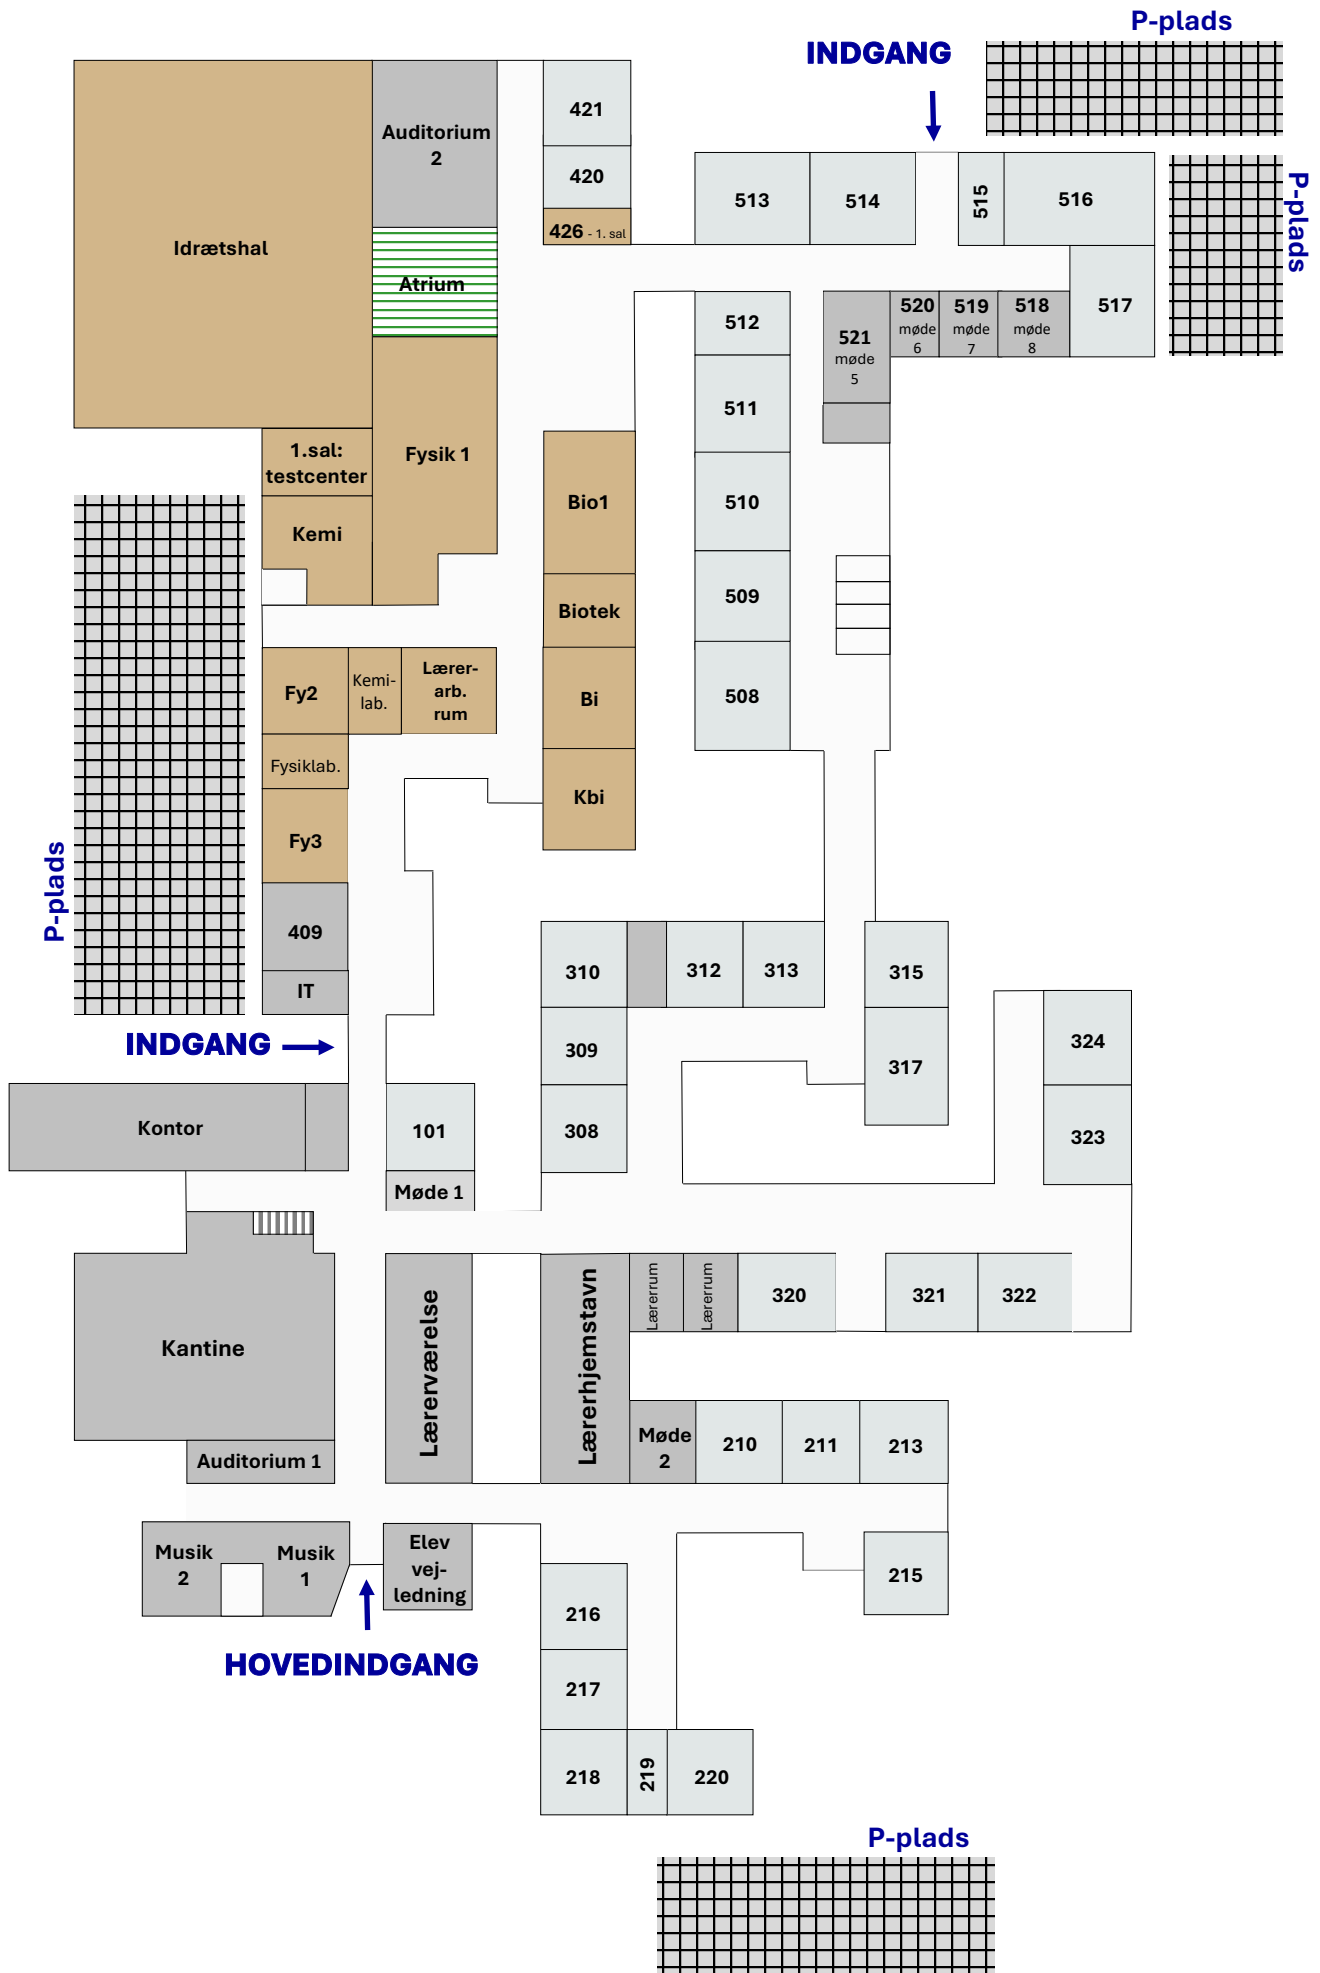 P-plads
INDGANG
421
Auditorium
2
420
513
514
515
516
P-plads
426 - 1. sal
Idrætshal
Atrium
512
520
møde
6
519
møde
7
518
møde
8
517
521
møde
5
511
1.sal:
testcenter
Fysik 1
Bio1
510
Kemi
509
Biotek
Fy2
Kemi-
lab.
Lærer-
arb.
rum
Bi
508
Fysiklab.
Kbi
Fy3
P-plads
409
310
312
313
315
IT
INDGANG
309
317
324
Kontor
101
308
323
Møde 1
Lærerværelse
Lærerhjemstavn
Lærerrum
Lærerrum
320
321
322
Kantine
Møde
2
210
211
213
Auditorium 1
Musik
2
Musik
1
Elev
vej-
ledning
215
216
HOVEDINDGANG
217
218
219
220
P-plads